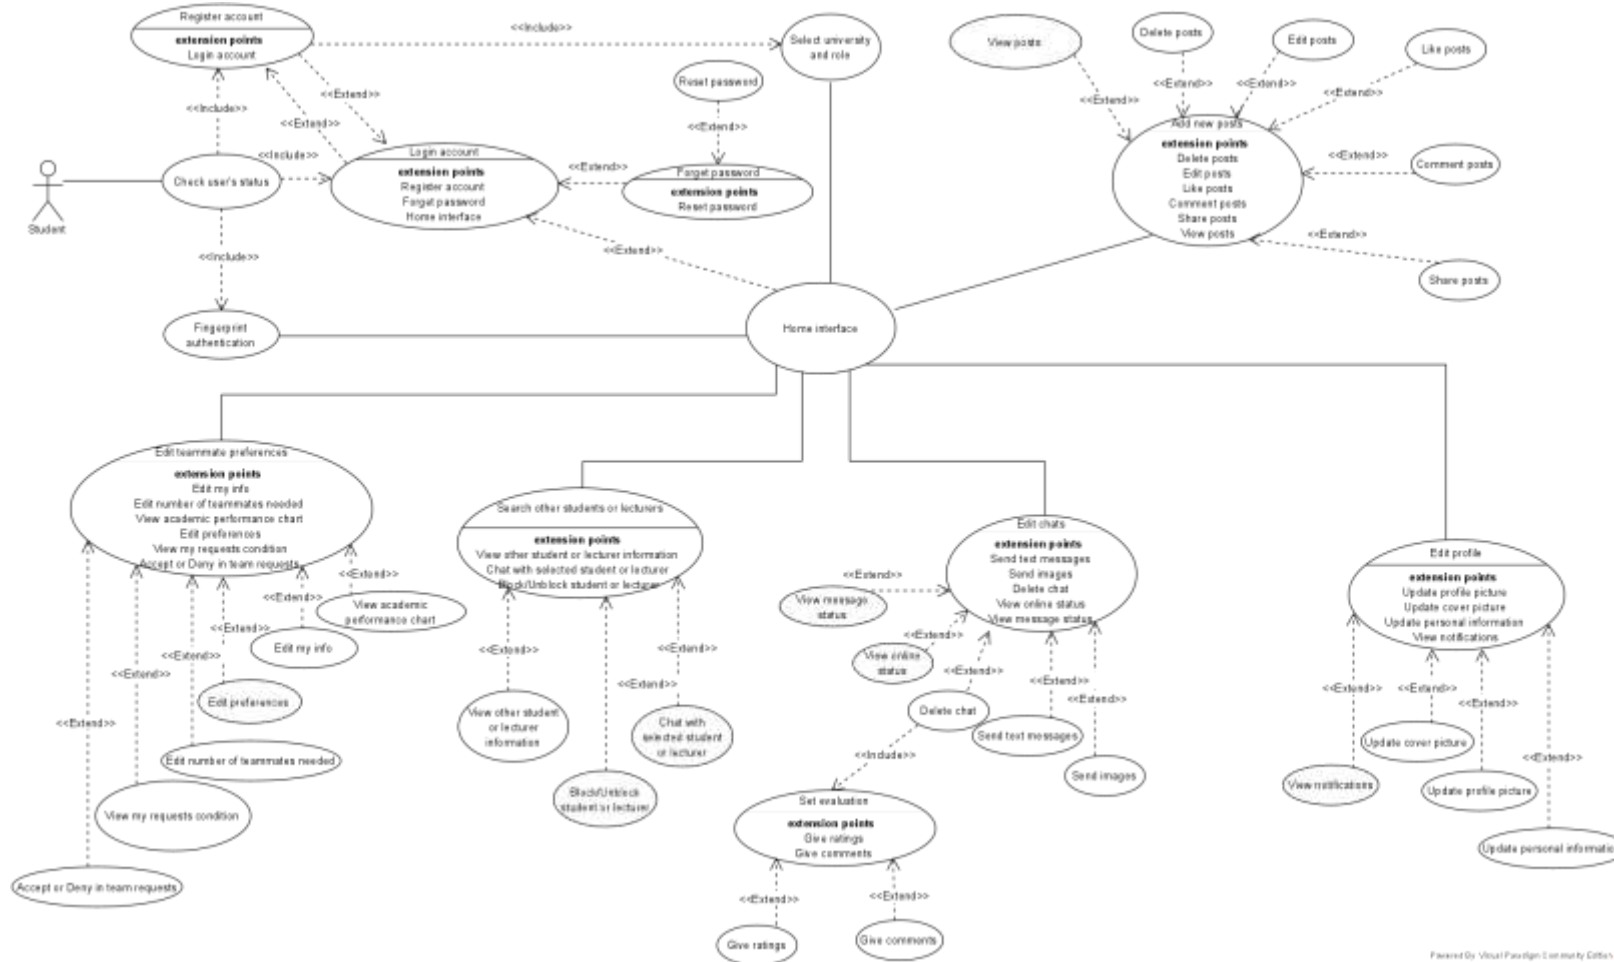 Register account
extension points
Login account
<<Include>>
Select university
and role
View posts
Delete posts
Edit posts
Like posts
Reset password
<<Extend>>
<<Include>>
<<Extend>>
<<Extend>>
<<Extend>>
<<Extend>>
<<Extend>>
<<Extend>>
<<Include>>
<<Extend>>
Add new posts
extension points
Delete posts
Edit posts
Like posts
Comment posts
Share posts
View posts
<<Extend>>
Comment posts
<<Extend>>
Share posts
Student
Check user's status
Login account
extension points
Register account
Forget password
Home interface
<<Extend>>
Forget password
extension points
Reset password
<<Include>>
<<Extend>>
Fingerprint
authentication
Home interface
Edit teammate preferences
extension points
Edit my info
Edit number of teammates needed
View academic performance chart
Edit preferences
View my requests condition
Accept or Deny in team requests
<<Extend>>
View academic
performance chart
<<Extend>>
Edit my info
<<Extend>>
Edit preferences
<<Extend>>
Edit number of teammates needed
<<Extend>>
View my requests condition
<<Extend>>
Accept or Deny in team requests
Search other students or lecturers
extension points
View other student or lecturer information
Chat with selected student or lecturer
Block/Unblock student or lecturer
<<Extend>>
View other student
or lecturer
information
<<Extend>>
Block/Unblock
student or lecturer
<<Extend>>
Chat with
selected student
or lecturer
Edit chats
extension points
Send text messages
Send images
Delete chat
View online status
View message status
<<Extend>>
View message
status
<<Extend>>
View online
status
<<Extend>>
Delete chat
<<Extend>>
Send text messages
<<Extend>>
Send images
<<Include>>
Set evaluation
extension points
Give ratings
Give comments
<<Extend>>
Give ratings
<<Extend>>
Give comments
Edit profile
extension points
Update profile picture
Update cover picture
Update personal information
View notifications
<<Extend>>
View notifications
<<Extend>>
Update cover picture
<<Extend>>
Update profile picture
<<Extend>>
Update personal informatio
Powered By Visual Paradigm Community Edition